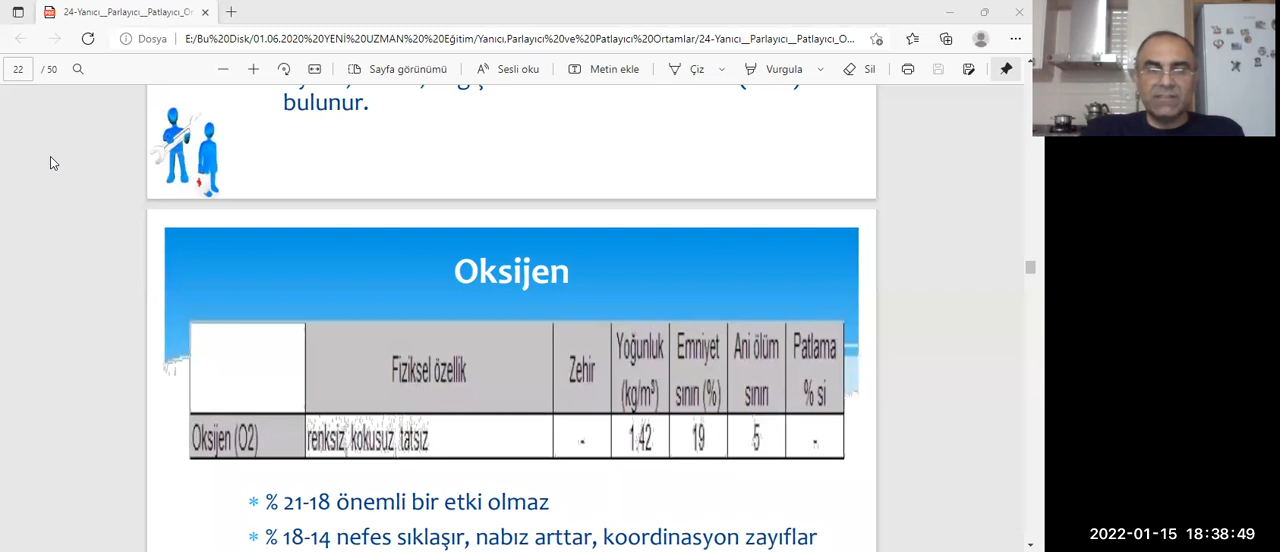 24-Yanıcı_Parlayıcı_Patlayıcı_Or
Dosya
E:/Bu%20Disk/01.06.2020%20YENİ%20UZMAN%20%20Eğitim/Yanıcı,Parlayıcı%20ve%20Patlayıcı%20Ortamlar/24-Yanıcı__Parlayıcı__Patlayıcı_O...
22 / 50
Sayfa görünümü
Sesli oku
Metin ekle
Çiz
Vurgula
Sil
bulunur.
Oksijen
Fiziksel özellik
Zehir
Yoğunluk (kg/m³)
Emniyet sınırı (%)
Ani ölüm sınırı
Patlama % si
Oksijen (O2)
renksiz, kokusuz, tatsız
-
1,42
19
5
-
* % 21-18 önemli bir etki olmaz
* % 18-14 nefes sıklaşır, nabız arttar, koordinasyon zayıflar
2022-01-15 18:38:49